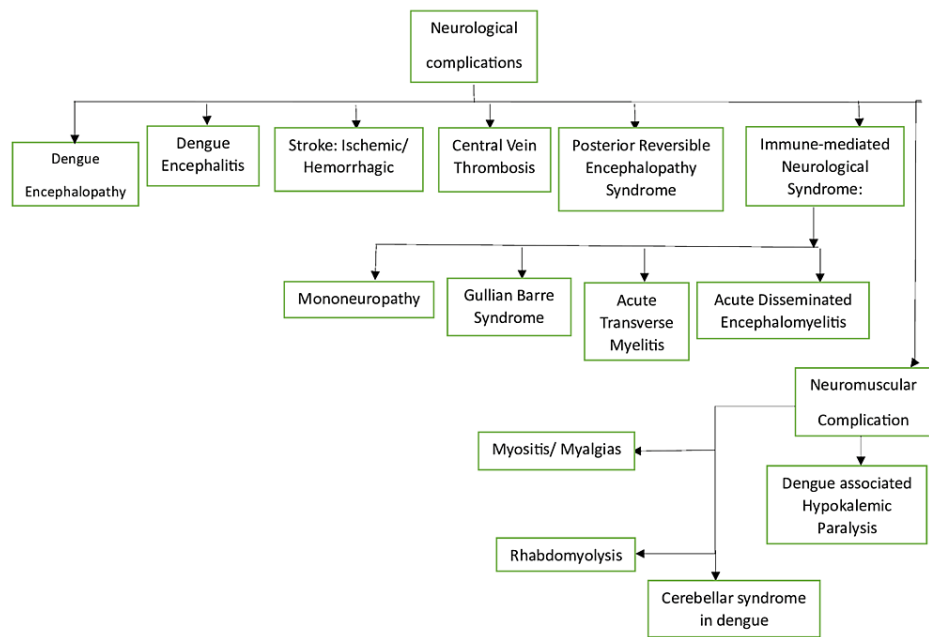 Neurological
complications
Dengue
Encephalopathy
Dengue
Encephalitis
Stroke: Ischemic/
Hemorrhagic
Central Vein
Thrombosis
Posterior Reversible
Encephalopathy
Syndrome
Immune-mediated
Neurological
Syndrome:
Mononeuropathy
Gullian Barre
Syndrome
Acute
Transverse
Myelitis
Acute Disseminated
Encephalomyelitis
Neuromuscular
Complication
Myositis/ Myalgias
Dengue associated
Hypokalemic
Paralysis
Rhabdomyolysis
Cerebellar syndrome
in dengue